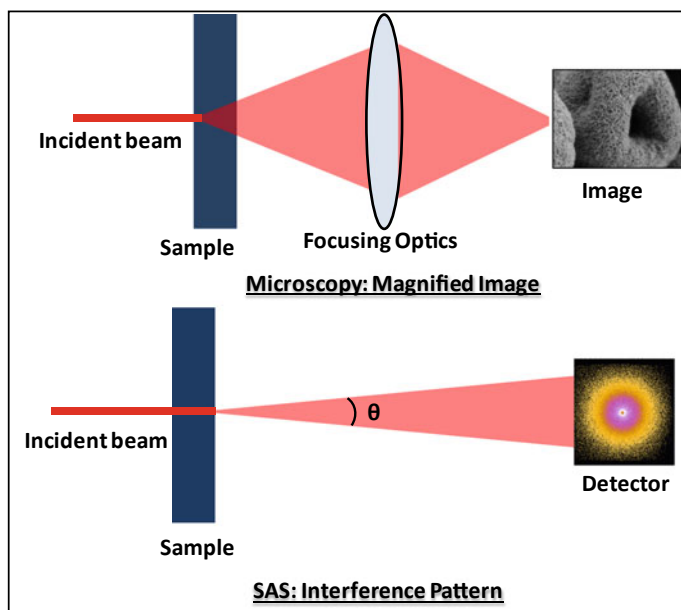 Incident beam
Sample
Focusing Optics
Image
Microscopy: Magnified Image
Incident beam
θ
Detector
Sample
SAS: Interference Pattern